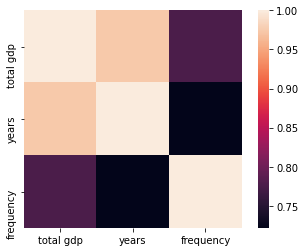 total gdp
years
frequency
total gdp
years
frequency
1.00
0.95
0.90
0.85
0.80
0.75